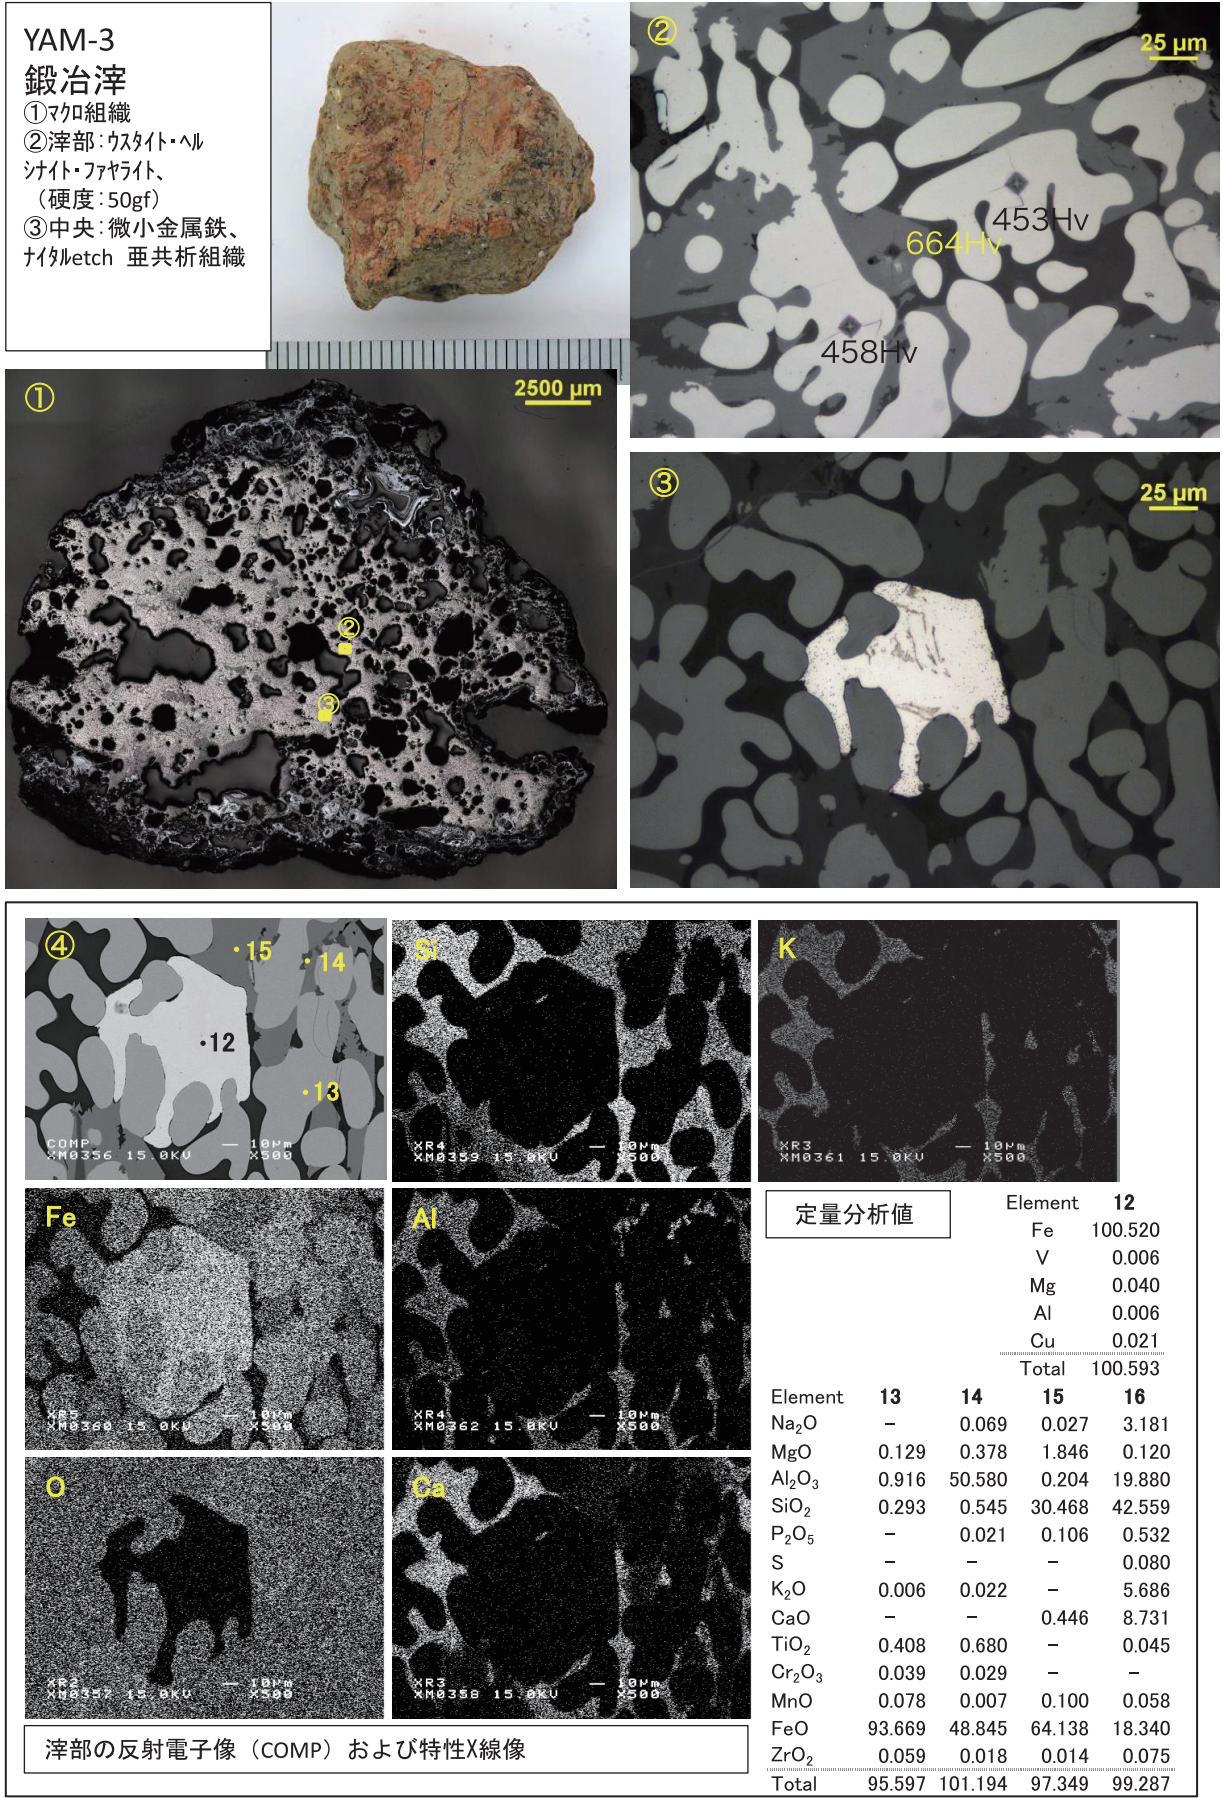 YAM-3
鍛冶滓
①マクロ組織
②滓部:ウスタイト・ヘル
シナイト・ファヤライト、
(硬度:50gf)
③中央:微小金属鉄、
ナイタルetch 亜共析組織
②
25 μm
453Hv
664Hv
458Hv
①
2500 μm
②
③
③
25 μm
④
15
14
12
13
COMP
10μm
XM0356 15.0KV X500
Si
XR4 10μm
XM0359 15.0KV X500
K
XR3 10μm
XM0361 15.0KV X500
Fe
XR5 10μm
XM0360 15.0KV X500
Al
XR4 10μm
XM0362 15.0KV X500
O
XR2 10μm
XM0357 15.0KV X500
Ca
XR3 10μm
XM0358 15.0KV X500
滓部の反射電子像(COMP)および特性X線像
定量分析値
Element 12
Fe 100.520
V 0.006
Mg 0.040
Al 0.006
Cu 0.021
Total 100.593
Element 13 14 15 16
Na₂O - 0.069 0.027 3.181
MgO 0.129 0.378 1.846 0.120
Al₂O₃ 0.916 50.580 0.204 19.880
SiO₂ 0.293 0.545 30.468 42.559
P₂O₅ - 0.021 0.106 0.532
S - - - 0.080
K₂O 0.006 0.022 - 5.686
CaO - - 0.446 8.731
TiO₂ 0.408 0.680 - 0.045
Cr₂O₃ 0.039 0.029 - -
MnO 0.078 0.007 0.100 0.058
FeO 93.669 48.845 64.138 18.340
ZrO₂ 0.059 0.018 0.014 0.075
Total 95.597 101.194 97.349 99.287